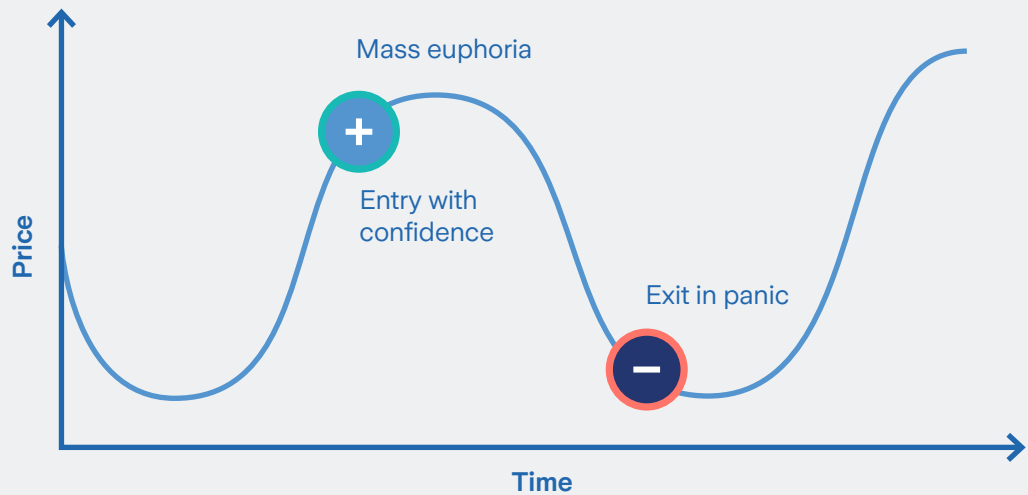 Mass euphoria
Entry with
confidence
Exit in panic
Price
Time